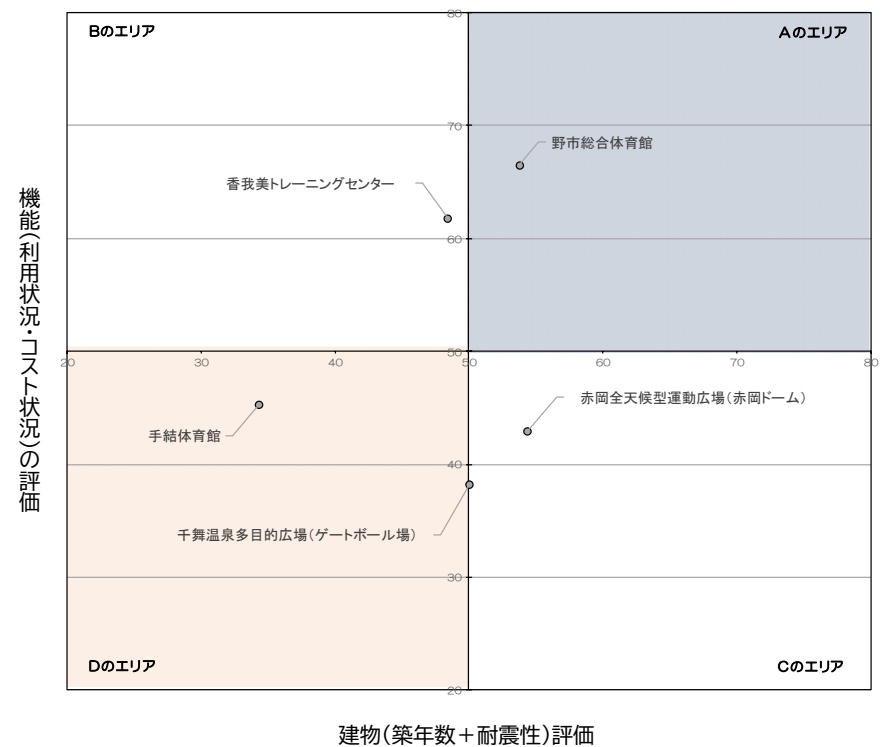 80
Bのエリア
Aのエリア
70
野市総合体育館
香我美トレーニングセンター
60
機能(利用状況・コスト状況)の評価
50
20
30
40
50
60
70
80
赤岡全天候型運動広場(赤岡ドーム)
手結体育館
40
千舞温泉多目的広場(ゲートボール場)
30
Dのエリア
Cのエリア
20
建物(築年数+耐震性)評価